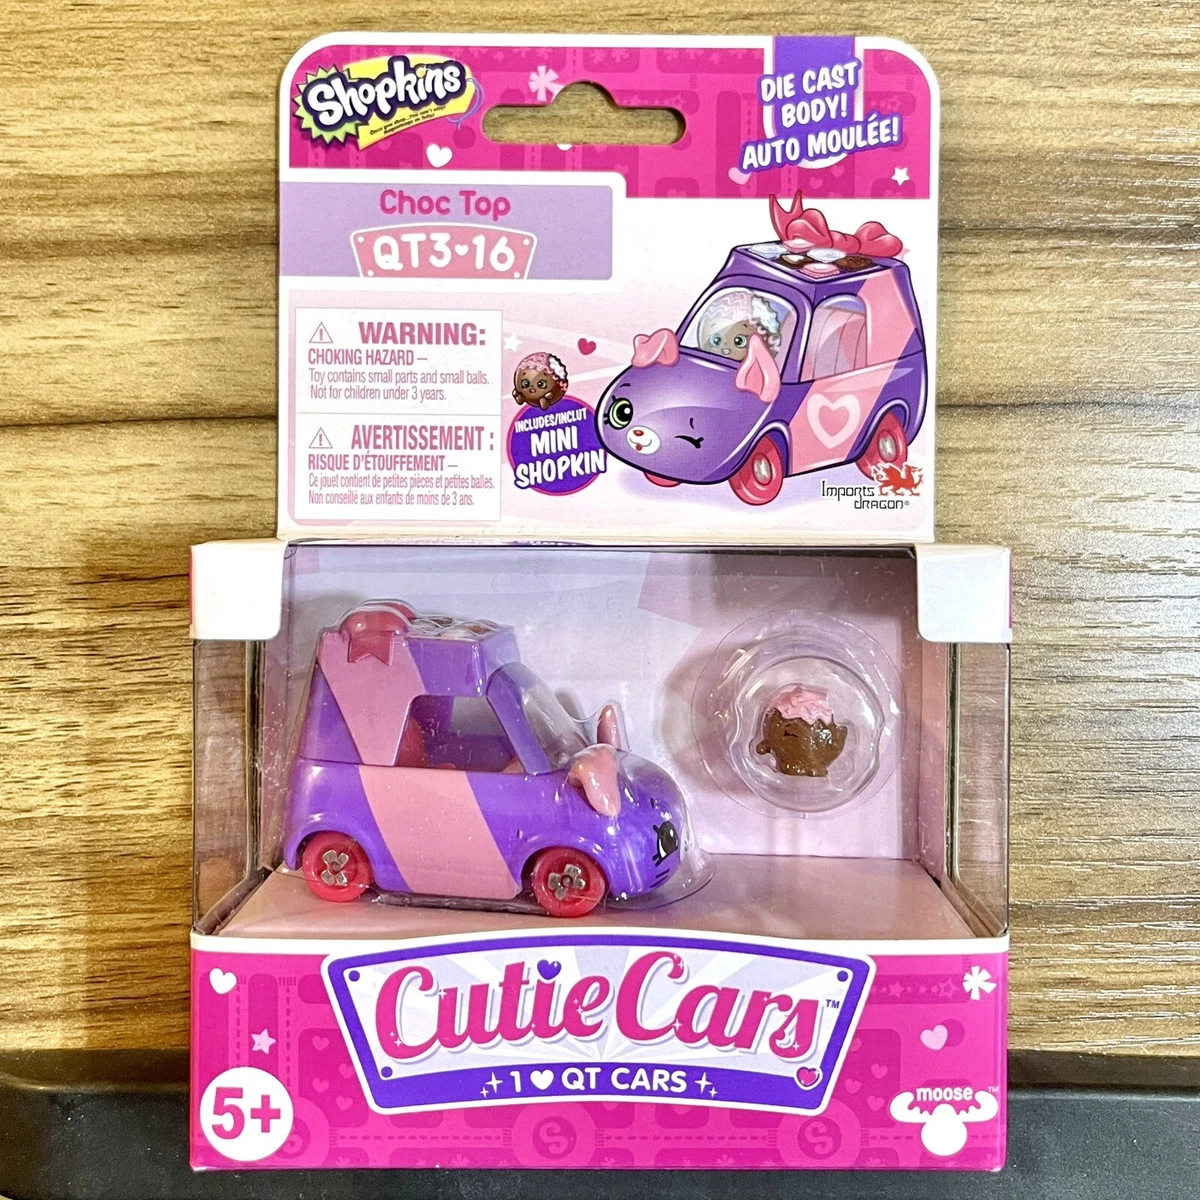 Shopkins
DIE CAST
BODY!
AUTO MOULÉE!
Choc Top
QT3♥16
WARNING:
CHOKING HAZARD –
Toy contains small parts and small balls.
Not for children under 3 years.
AVERTISSEMENT :
RISQUE D'ÉTOUFFEMENT –
Ce jouet contient de petites pièces et petites balles.
Non conseillé aux enfants de moins de 3 ans.
INCLUDES/INCLUT
MINI
SHOPKIN
Imports
DRAGON®
CutieCars™
1 ♥ QT CARS
5+
moose™